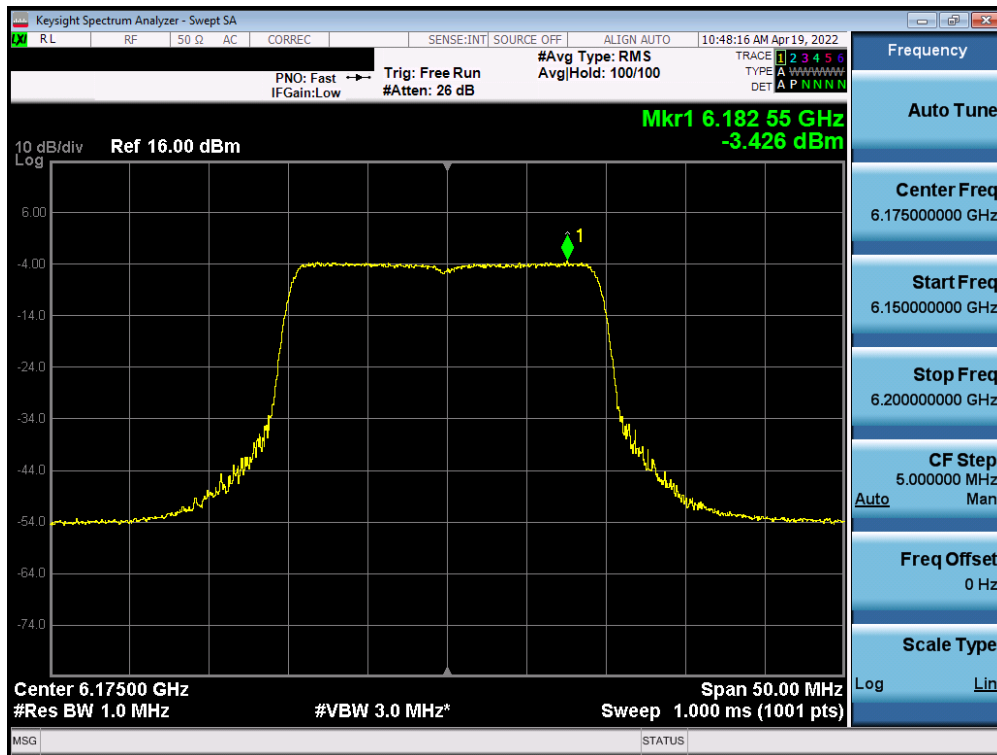 Keysight Spectrum Analyzer - Swept SA
LXI RL RF 50 Ω AC CORREC SENSE:INT SOURCE OFF ALIGN AUTO 10:48:16 AM Apr 19, 2022
PNO: Fast
IFGain:Low
Trig: Free Run
#Atten: 26 dB
#Avg Type: RMS
Avg|Hold: 100/100
TRACE 1 2 3 4 5 6
TYPE A W W W W W
DET A P N N N N
Frequency
Mkr1 6.182 55 GHz
-3.426 dBm
10 dB/div Ref 16.00 dBm
Log
6.00
-4.00
-14.0
-24.0
-34.0
-44.0
-54.0
-64.0
-74.0
1
Center 6.17500 GHz Span 50.00 MHz
#Res BW 1.0 MHz #VBW 3.0 MHz* Sweep 1.000 ms (1001 pts)
MSG STATUS
Auto Tune
Center Freq
6.175000000 GHz
Start Freq
6.150000000 GHz
Stop Freq
6.200000000 GHz
CF Step
5.000000 MHz
Auto Man
Freq Offset
0 Hz
Scale Type
Log Lin